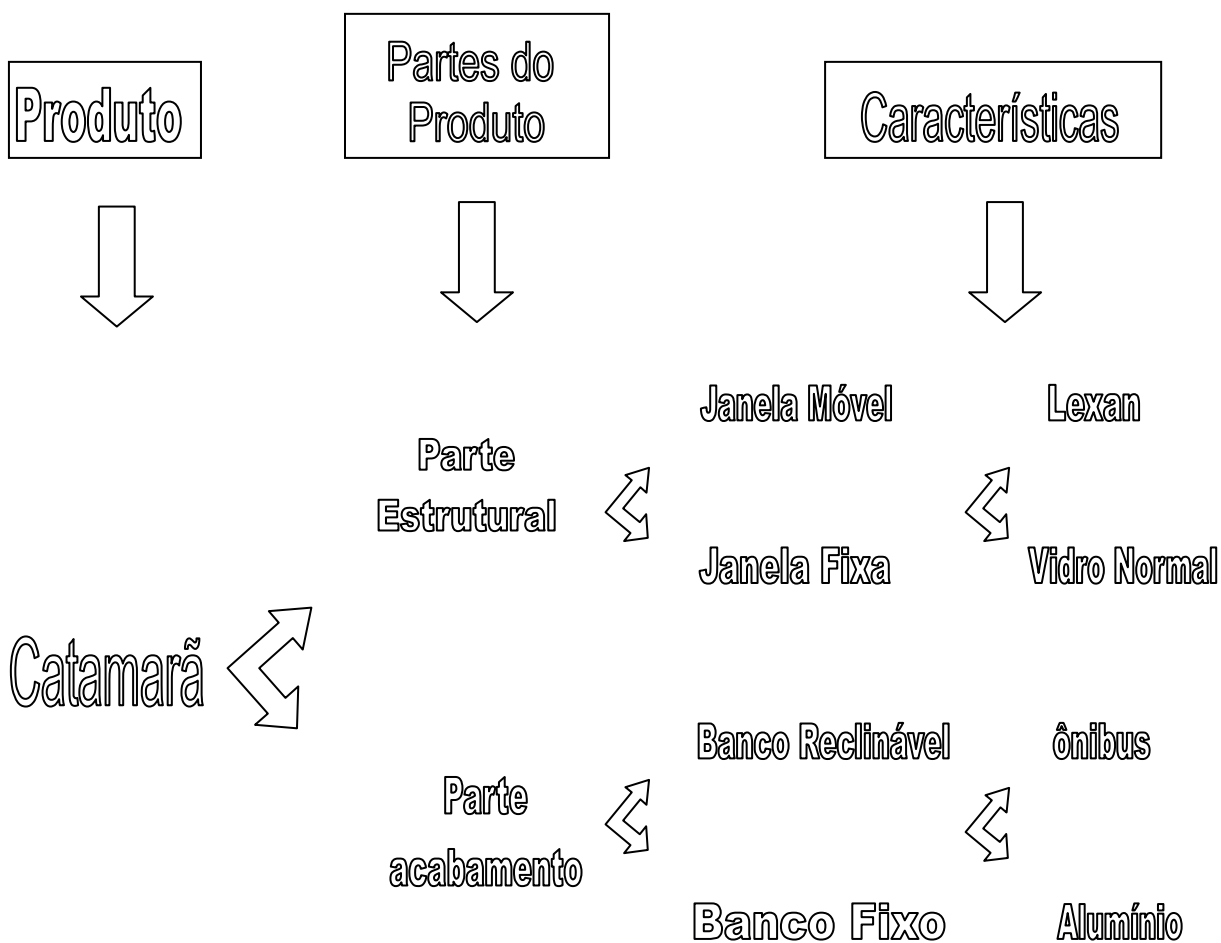 Produto
Partes do
Produto
Características
Janela Móvel
Lexan
Parte
Estrutural
Janela Fixa
Vidro Normal
Catamarã
Banco Reclinável
ônibus
Parte
acabamento
Banco Fixo
Alumínio